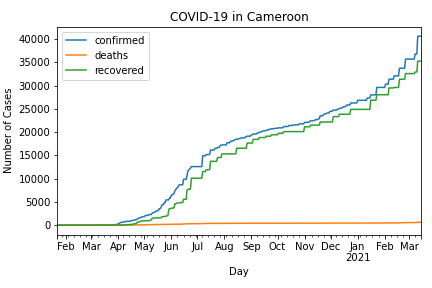 COVID-19 in Cameroon
confirmed
deaths
recovered
40000
35000
30000
25000
20000
15000
10000
5000
0
Number of Cases
Feb Mar Apr May Jun Jul Aug Sep Oct Nov Dec Jan Feb Mar
2021
Day